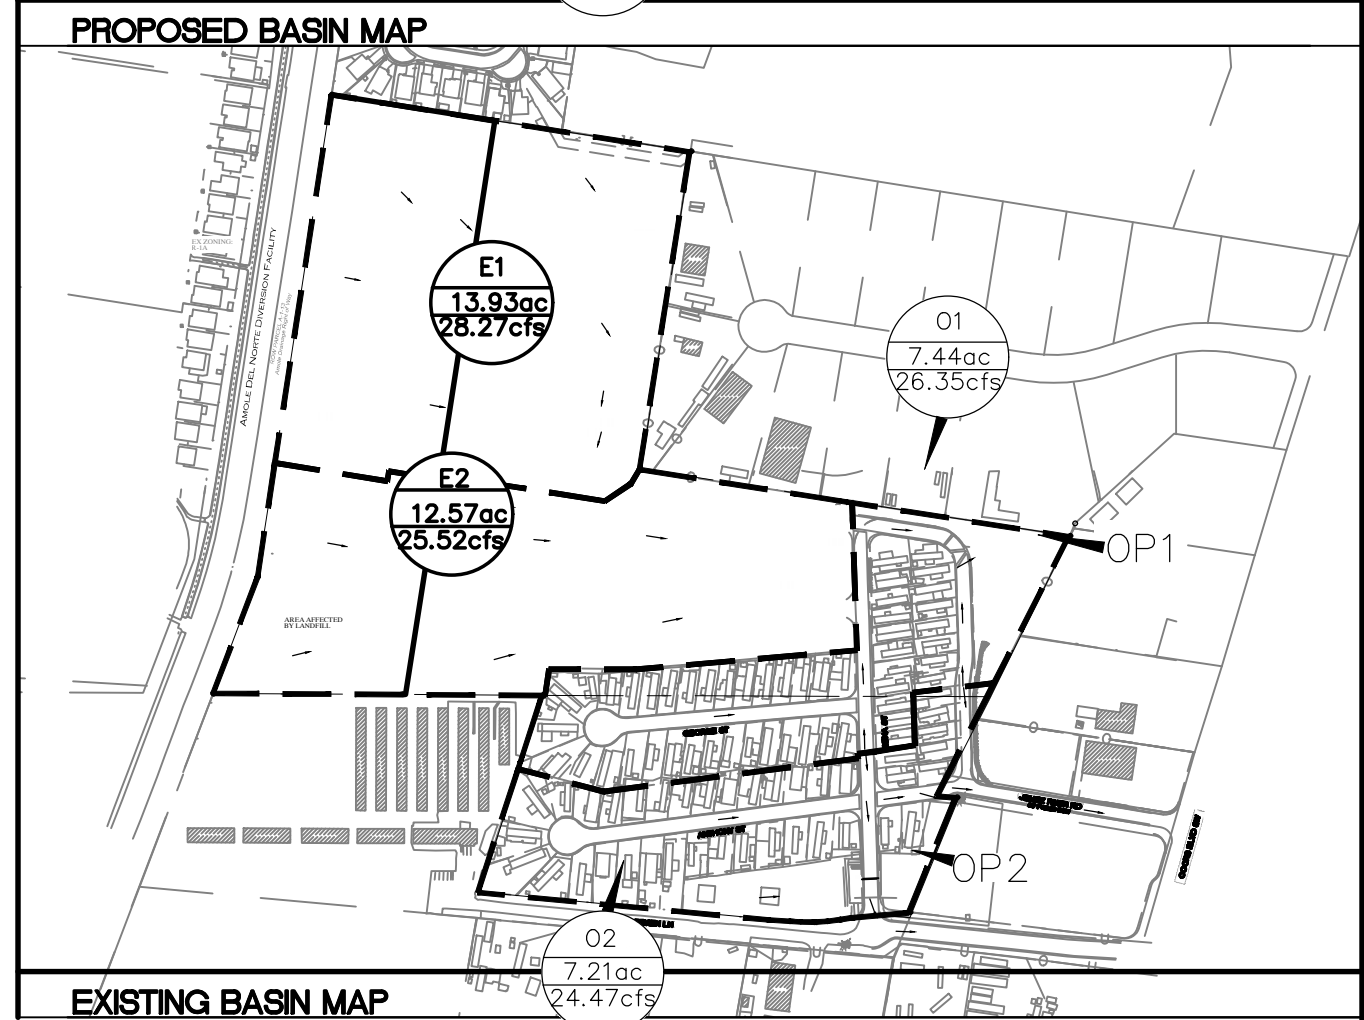 PROPOSED BASIN MAP
EX ZONING:
R-1A
AMOLE DEL NORTE DIVERSION FACILITY
E1
13.93ac
28.27cfs
O1
7.44ac
26.35cfs
E2
12.57ac
25.52cfs
OP1
AREA AFFECTED
BY LANDFILL
OP2
O2
7.21ac
24.47cfs
EXISTING BASIN MAP